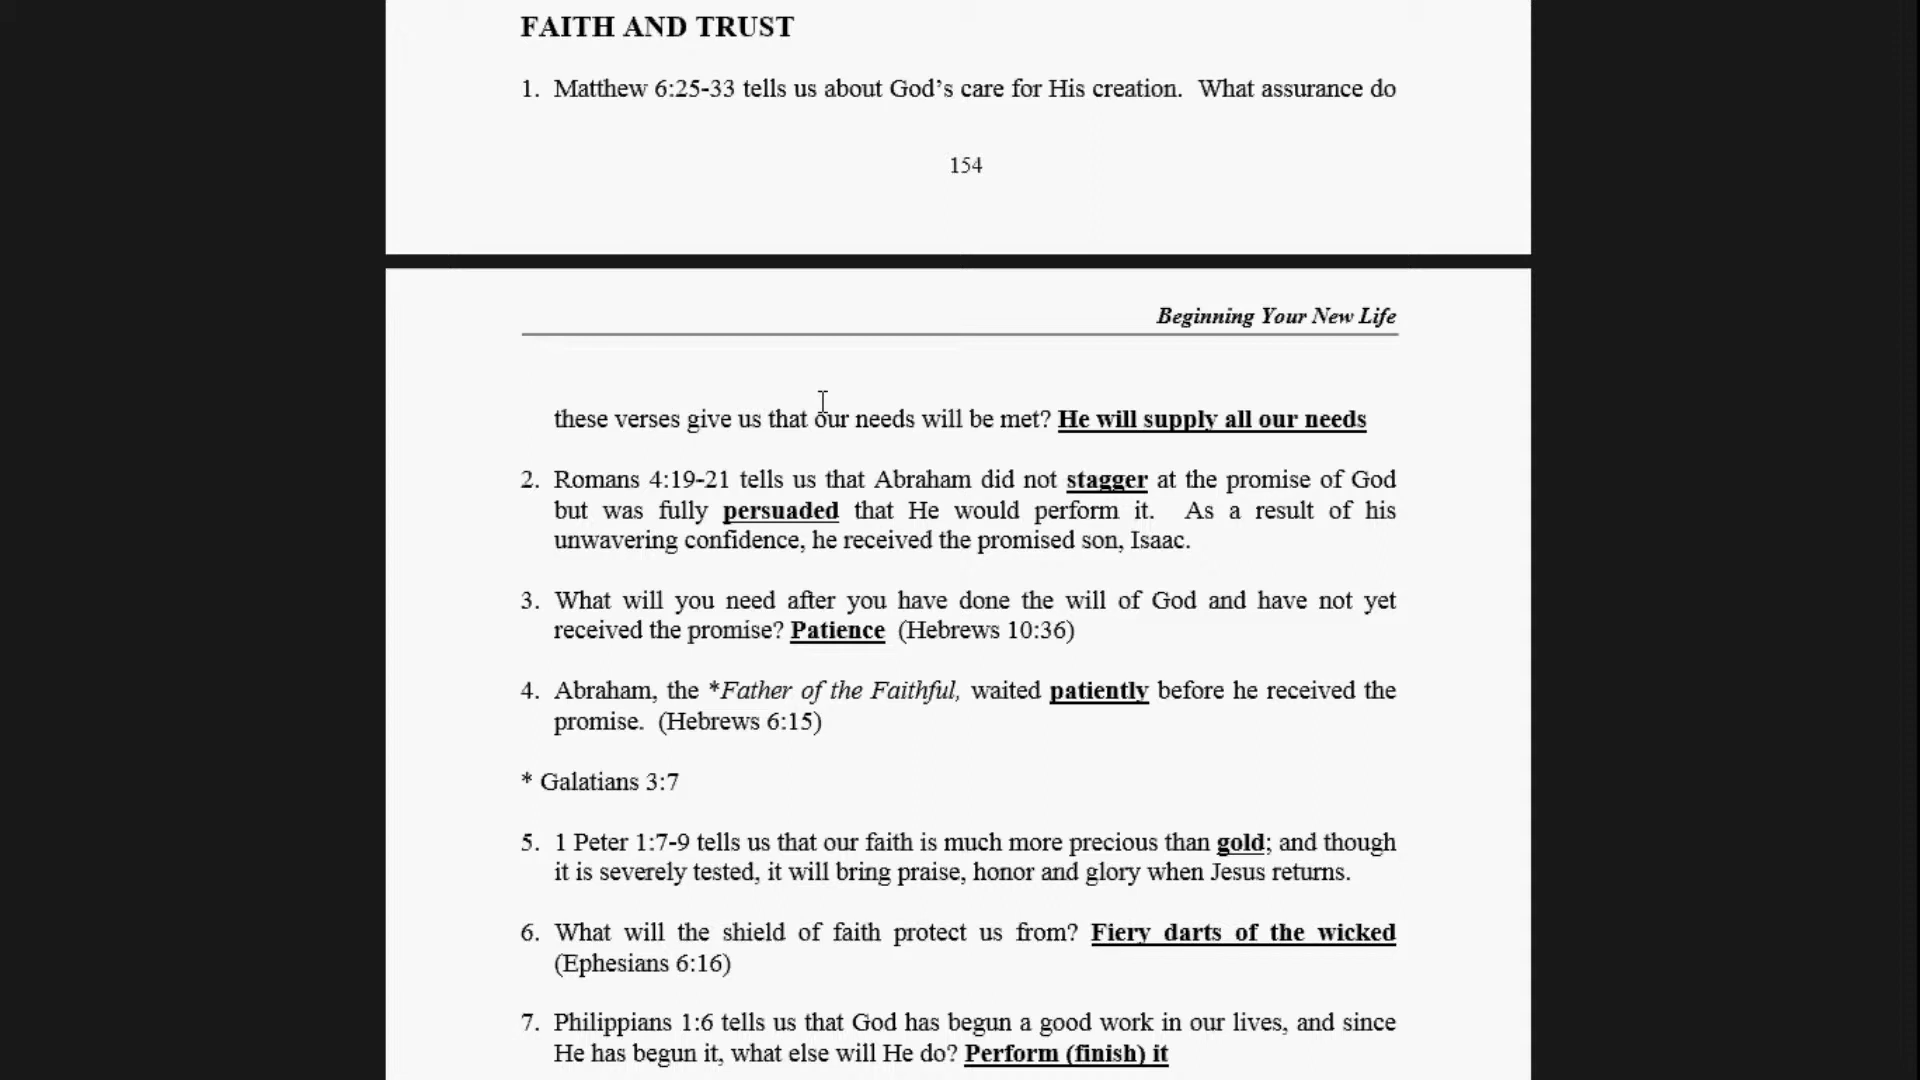 FAITH AND TRUST
1. Matthew 6:25-33 tells us about God’s care for His creation. What assurance do
154
Beginning Your New Life
these verses give us that our needs will be met? He will supply all our needs
2. Romans 4:19-21 tells us that Abraham did not stagger at the promise of God
but was fully persuaded that He would perform it. As a result of his
unwavering confidence, he received the promised son, Isaac.
3. What will you need after you have done the will of God and have not yet
received the promise? Patience (Hebrews 10:36)
4. Abraham, the *Father of the Faithful, waited patiently before he received the
promise. (Hebrews 6:15)
* Galatians 3:7
5. 1 Peter 1:7-9 tells us that our faith is much more precious than gold; and though
it is severely tested, it will bring praise, honor and glory when Jesus returns.
6. What will the shield of faith protect us from? Fiery darts of the wicked
(Ephesians 6:16)
7. Philippians 1:6 tells us that God has begun a good work in our lives, and since
He has begun it, what else will He do? Perform (finish) it